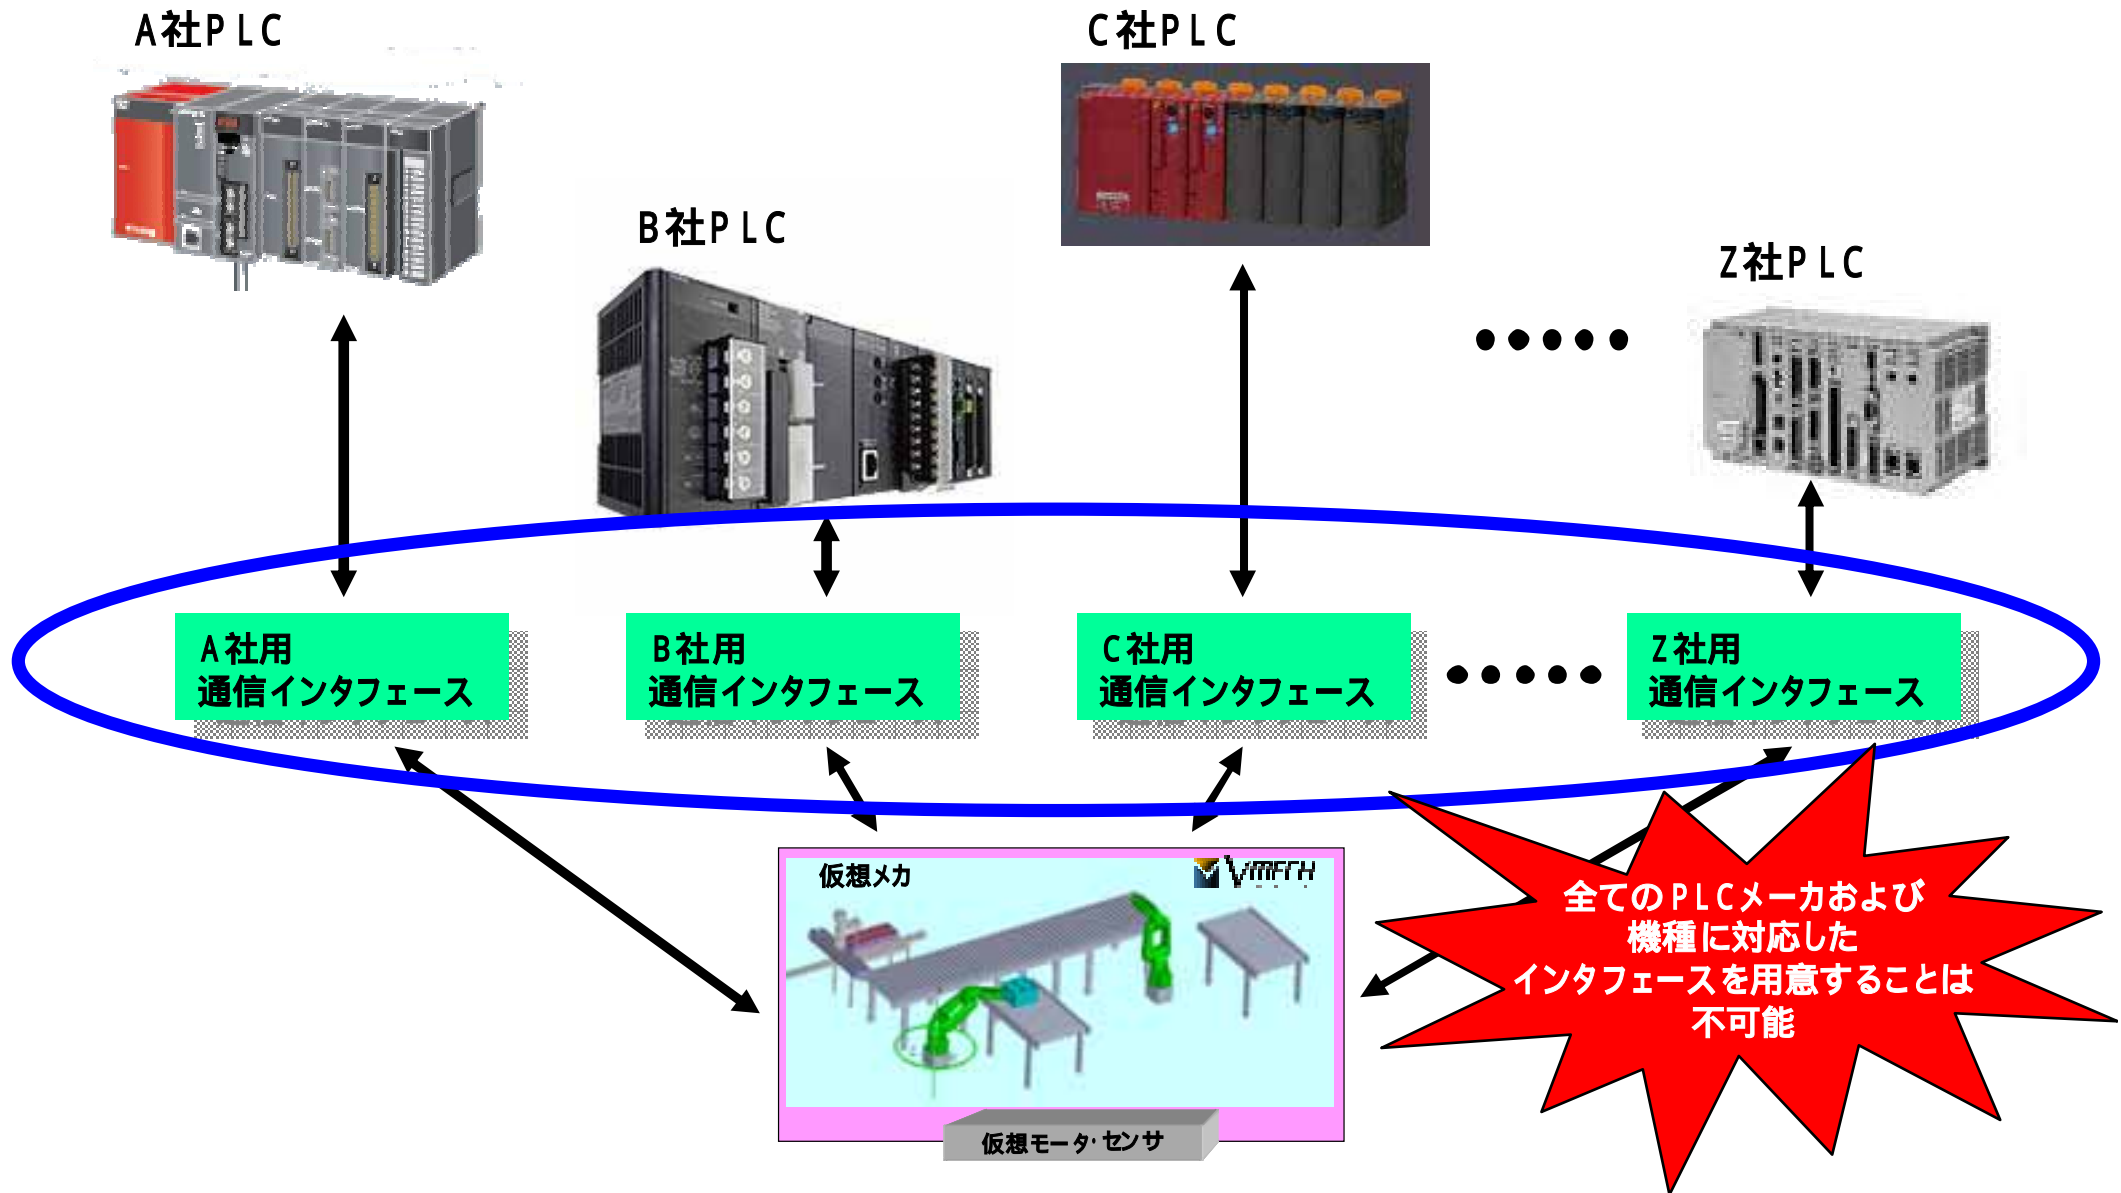 A社PLC
C社PLC
B社PLC
Z社PLC
A社用
通信インタフェース
B社用
通信インタフェース
C社用
通信インタフェース
Z社用
通信インタフェース
仮想メカ
全てのPLCメーカおよび
機種に対応した
インタフェースを用意することは
不可能
仮想モータ・センサ